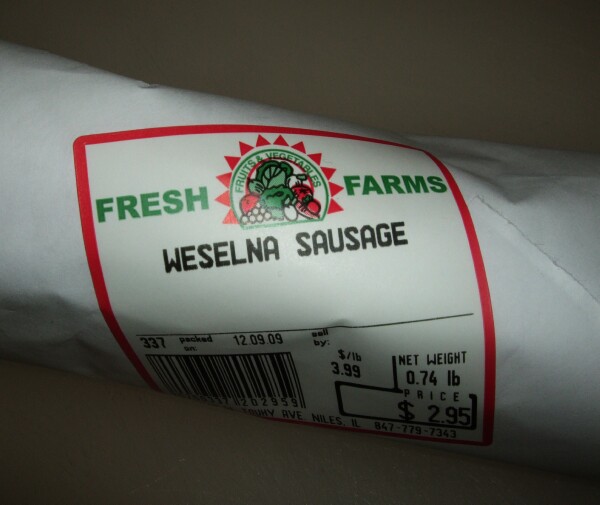 FRUITS & VEGETABLES
FRESH FARMS
WESELNA SAUSAGE
337 packed on: 12.09.09 sell by:
$/lb
3.99
NET WEIGHT
0.74 lb
PRICE
$ 2.95
202955
AVE. NILES, IL 847-779-7343